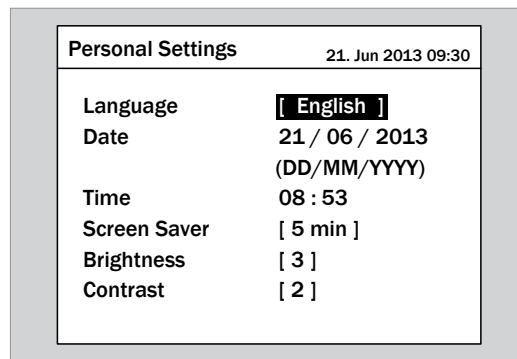 Personal Settings 21. Jun 2013 09:30
Language [ English ]
Date 21 / 06 / 2013
(DD/MM/YYYY)
Time 08 : 53
Screen Saver [ 5 min ]
Brightness [ 3 ]
Contrast [ 2 ]